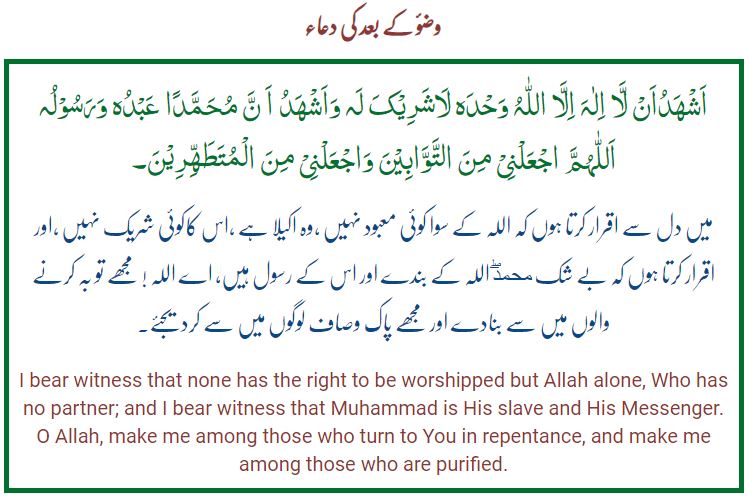 وضوٗ کے بعد کی دعاء
اَشْهَدُاَنْ لَّا اِلٰہَ اِلَّا اللّٰهُ وَحْدَہ لَاشَرِیْکَ لَہ وَاَشْهَدُ اَ نَّ مُحَمَّدًا عَبْدُہ وَرَسُوْلُہ
اَللّٰهُمَّ اجْعَلْنِیْ مِنَ التَّوَّابِیْنَ وَاجْعَلْنِیْ مِنَ الْمُتَطَهِّرِیْنَ۔
میں دل سے اقرار کرتا ہوں کہ اللہ کے سوا کوئی معبود نہیں ،وہ اکیلا ہے ،اس کا کوئی شریک نہیں ،اور
اقرار کرتا ہوں کہ بے شک محمدﷺ اللہ کے بندے اور اس کے رسول ہیں، اے اللہ ! مجھے توبہ کرنے
والوں میں سے بنادے اور مجھے پاک وصاف لوگوں میں سے کردیجئے۔
I bear witness that none has the right to be worshipped but Allah alone, Who has
no partner; and I bear witness that Muhammad is His slave and His Messenger.
O Allah, make me among those who turn to You in repentance, and make me
among those who are purified.